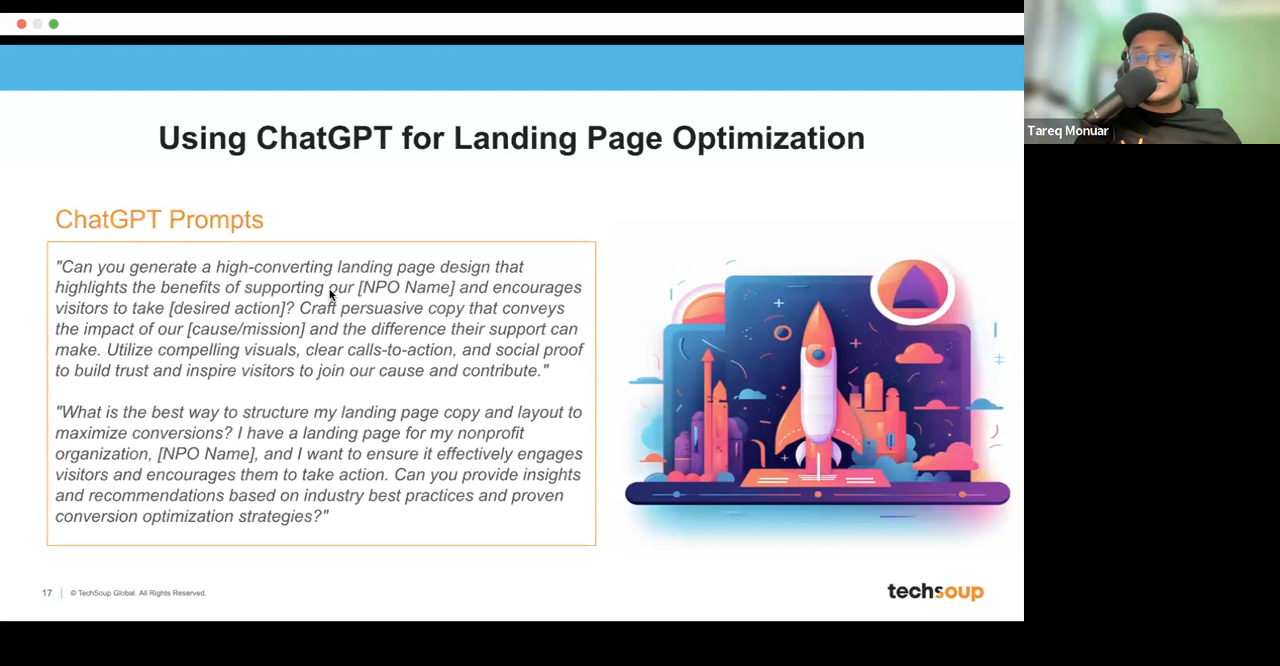 Tareq Monuar
Using ChatGPT for Landing Page Optimization
ChatGPT Prompts
"Can you generate a high-converting landing page design that
highlights the benefits of supporting our [NPO Name] and encourages
visitors to take [desired action]? Craft persuasive copy that conveys
the impact of our [cause/mission] and the difference their support can
make. Utilize compelling visuals, clear calls-to-action, and social proof
to build trust and inspire visitors to join our cause and contribute."
"What is the best way to structure my landing page copy and layout to
maximize conversions? I have a landing page for my nonprofit
organization, [NPO Name], and I want to ensure it effectively engages
visitors and encourages them to take action. Can you provide insights
and recommendations based on industry best practices and proven
conversion optimization strategies?"
17
© TechSoup Global. All Rights Reserved.
techsoup